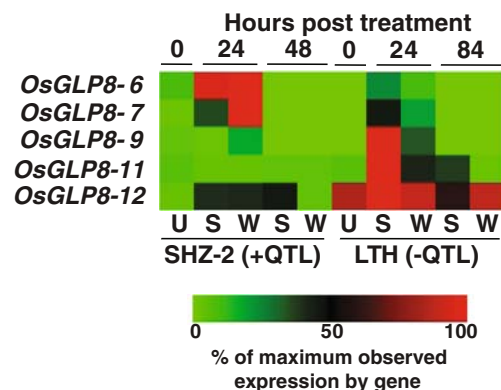 Hours post treatment
0 24 48 0 24 84
OsGLP8-6
OsGLP8-7
OsGLP8-9
OsGLP8-11
OsGLP8-12
U S W S W U S W S W
SHZ-2 (+QTL) LTH (-QTL)
0 50 100
% of maximum observed
expression by gene